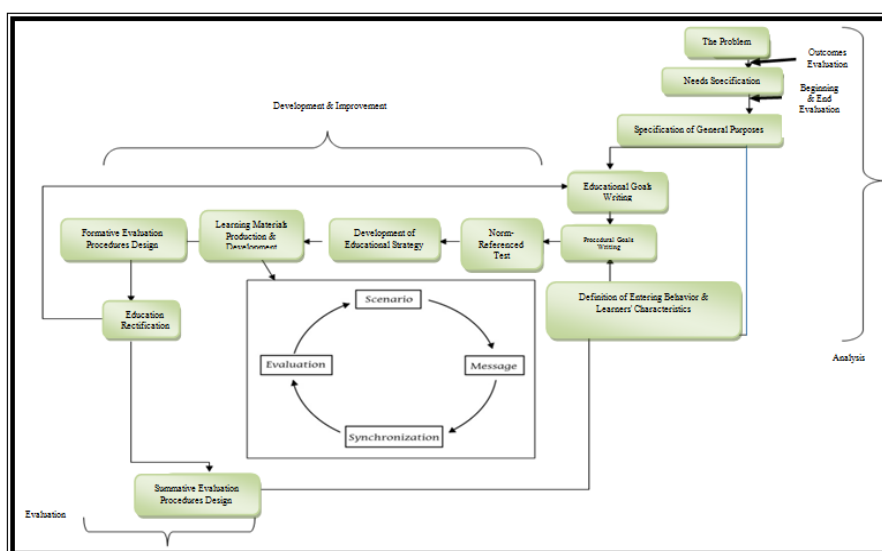 The Problem
Outcomes
Evaluation
Needs Specification
Beginning
& End
Evaluation
Development & Improvement
Specification of General Purposes
Educational Goals
Writing
Learning Materials
Production &
Development
Formative Evaluation
Procedures Design
Development of
Educational Strategy
Norm-
Referenced
Test
Procedural Goals
Writing
Definition of Entering Behavior &
Learners' Characteristics
Scenario
Education
Rectification
Evaluation
Message
Analysis
Synchronization
Summative Evaluation
Procedures Design
Evaluation